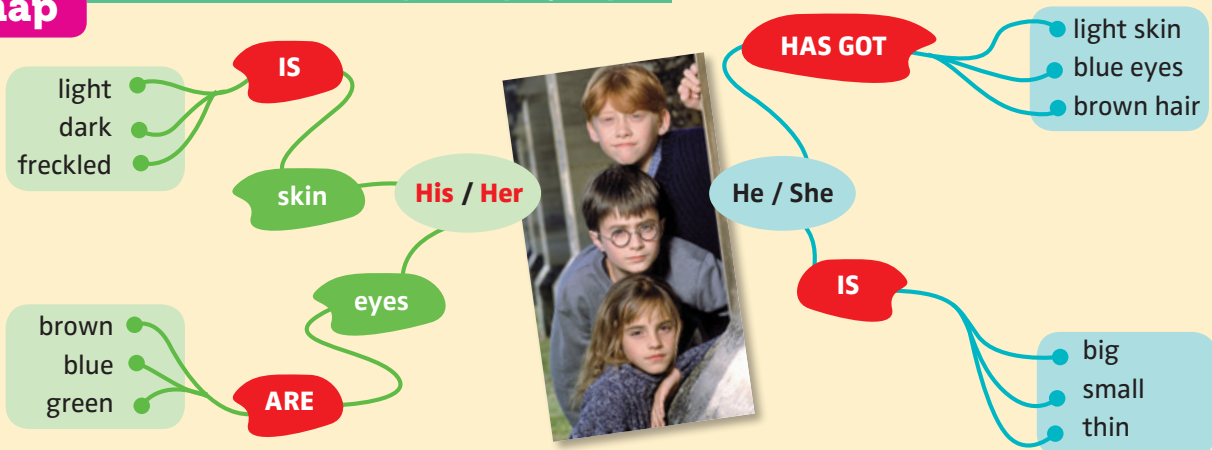 HAS GOT
light skin
blue eyes
brown hair
IS
light
dark
freckled
skin
His / Her
He / She
IS
eyes
brown
blue
green
ARE
big
small
thin